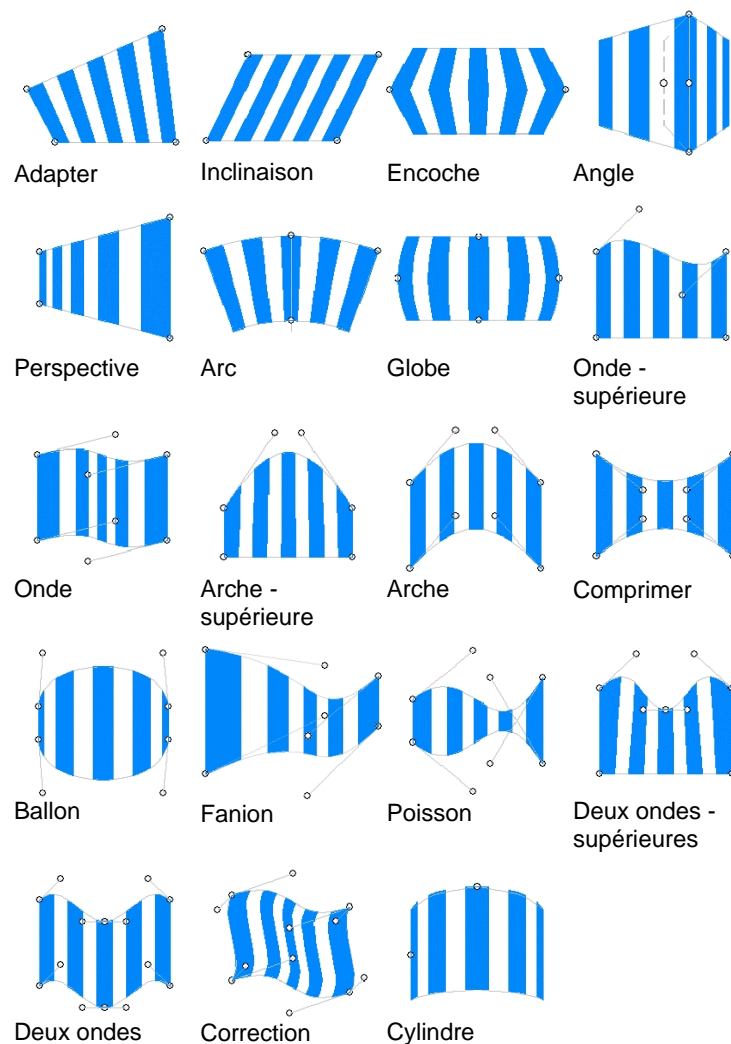 Adapter
Inclinaison
Encoche
Angle
Perspective
Arc
Globe
Onde -
supérieure
Onde
Arche -
supérieure
Arche
Comprimer
Ballon
Fanion
Poisson
Deux ondes -
supérieures
Deux ondes
Correction
Cylindre